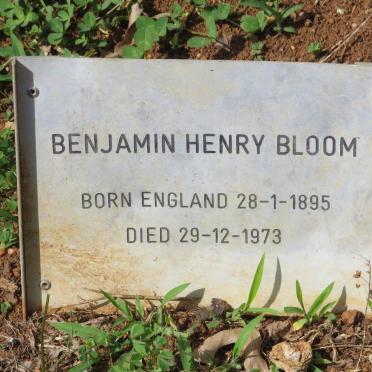 BENJAMIN HENRY BLOOM
BORN ENGLAND 28-1-1895
DIED 29-12-1973